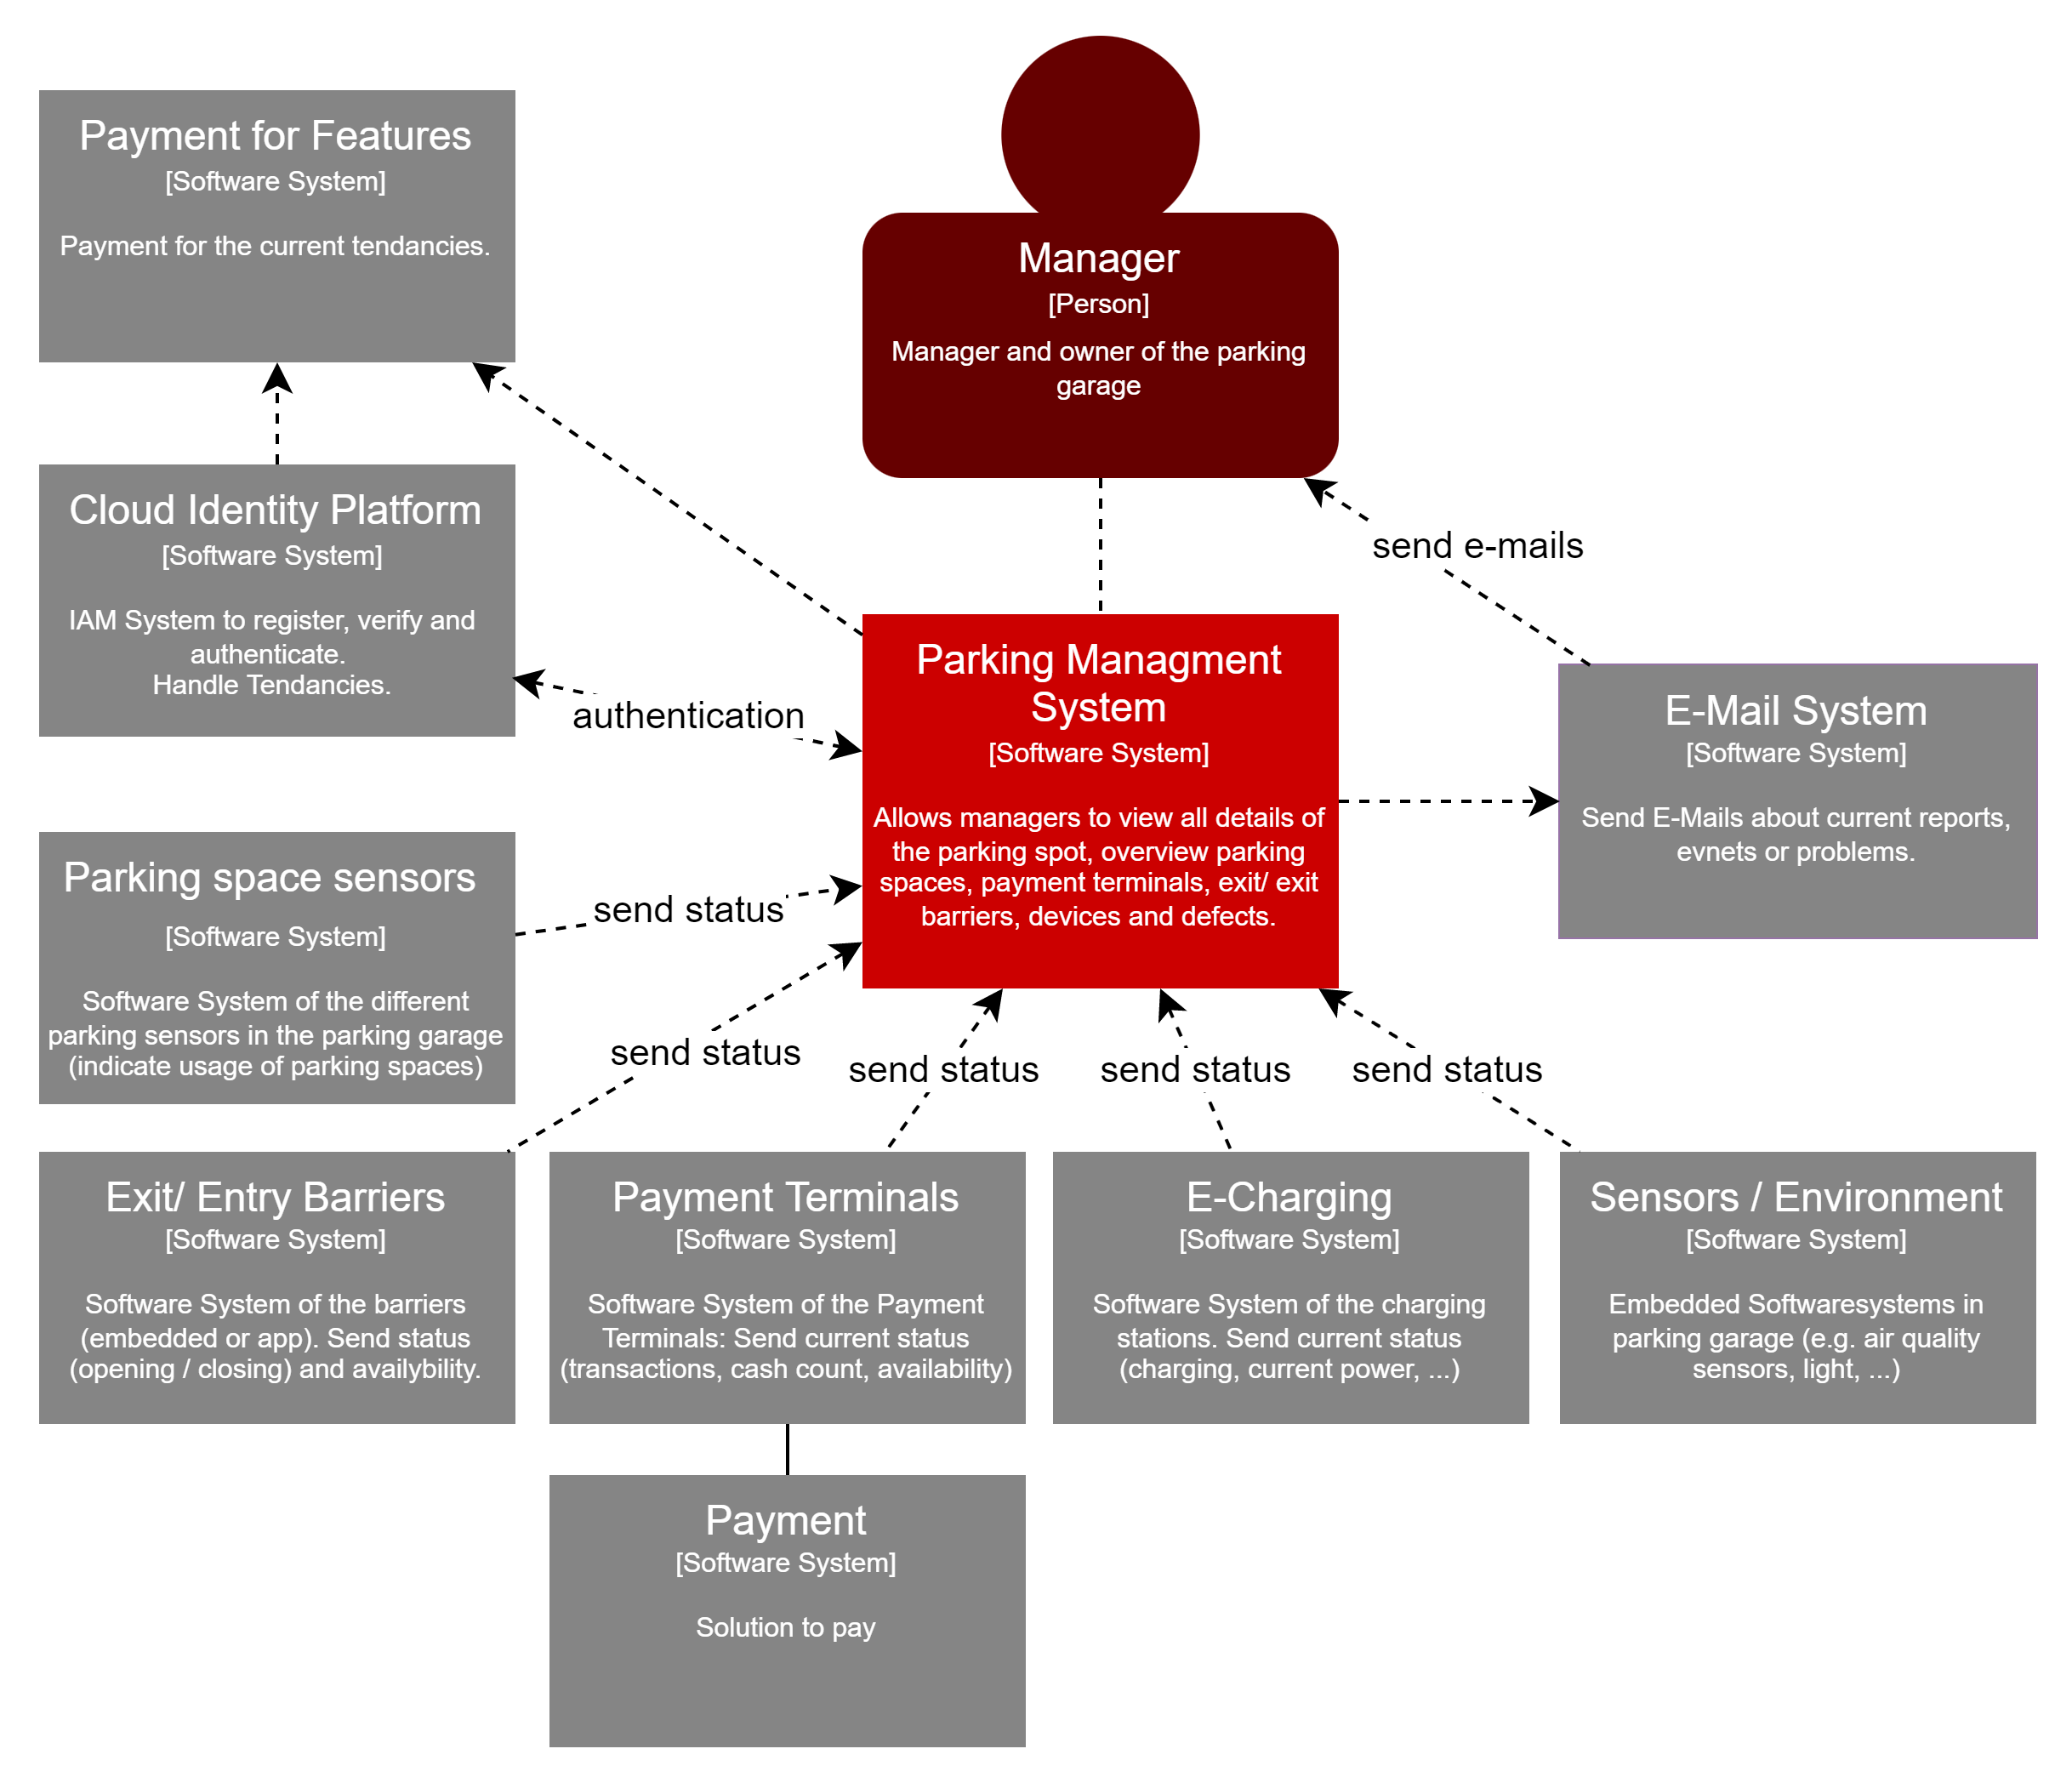 Payment for Features
[Software System]
Payment for the current tendancies.
Manager
[Person]
Manager and owner of the parking
garage
Cloud Identity Platform
[Software System]
IAM System to register, verify and
authenticate.
Handle Tendancies.
send e-mails
authentication
Parking Managment
System
[Software System]
Allows managers to view all details of
the parking spot, overview parking
spaces, payment terminals, exit/ exit
barriers, devices and defects.
E-Mail System
[Software System]
Send E-Mails about current reports,
evnets or problems.
Parking space sensors
[Software System]
Software System of the different
parking sensors in the parking garage
(indicate usage of parking spaces)
send status
send status
send status
send status
send status
Exit/ Entry Barriers
[Software System]
Software System of the barriers
(embedded or app). Send status
(opening / closing) and availybility.
Payment Terminals
[Software System]
Software System of the Payment
Terminals: Send current status
(transactions, cash count, availability)
E-Charging
[Software System]
Software System of the charging
stations. Send current status
(charging, current power, ...)
Sensors / Environment
[Software System]
Embedded Softwaresystems in
parking garage (e.g. air quality
sensors, light, ...)
Payment
[Software System]
Solution to pay